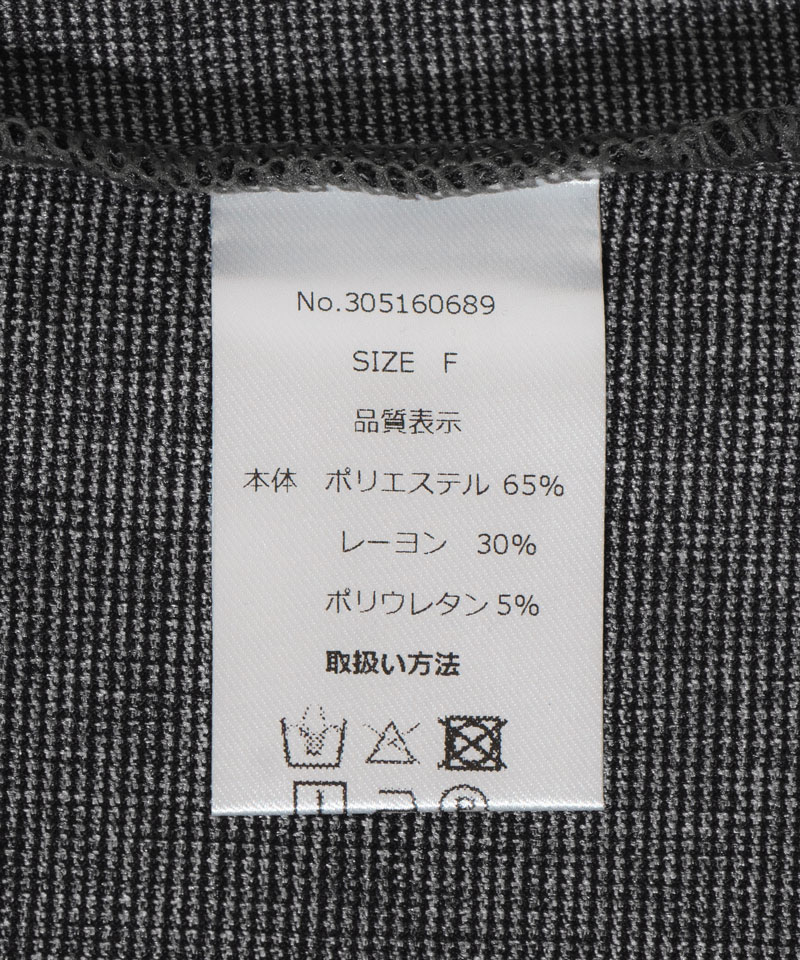 No.305160689
SIZE F
品質表示
本体 ポリエステル 65%
レーヨン 30%
ポリウレタン 5%
取扱い方法